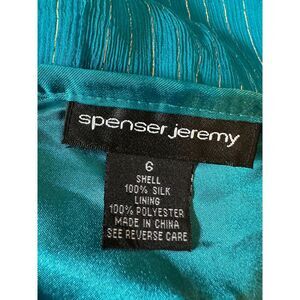 spenser jeremy
6
SHELL
100% SILK
LINING
100% POLYESTER
MADE IN CHINA
SEE REVERSE CARE